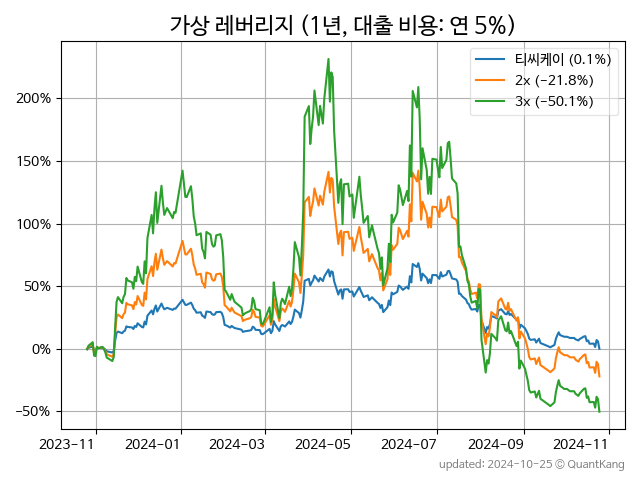 가상 레버리지 (1년, 대출 비용: 연 5%)
티씨케이 (0.1%)
2x (−21.8%)
3x (−50.1%)
200%
150%
100%
50%
0%
−50%
2023-11 2024-01 2024-03 2024-05 2024-07 2024-09 2024-11
updated: 2024-10-25 © QuantKang